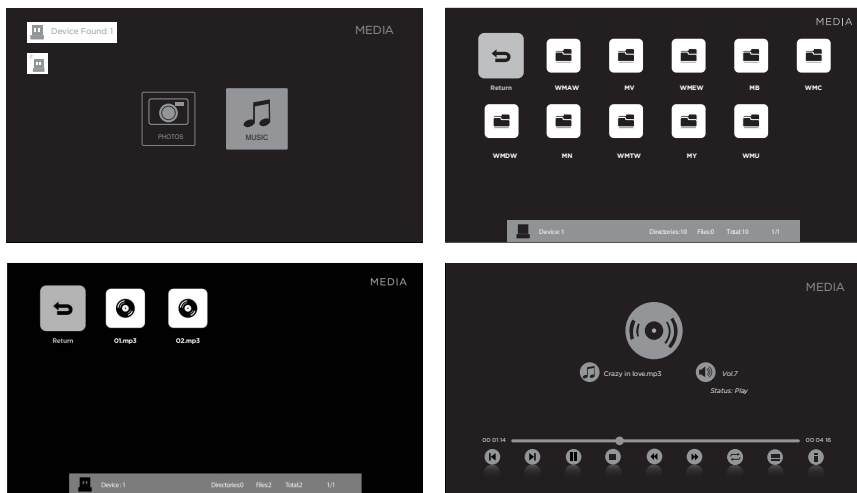 Device Found: 1
MEDIA
PHOTOS
MUSIC
MEDIA
Return
WMAW
MV
WMEW
MB
WMC
WMDW
MN
WMTW
MY
WMU
Device: 1
Directories:10
Files:0
Total:10
1/1
MEDIA
Return
01.mp3
02.mp3
Device: 1
Directories:0
Files:2
Total:2
1/1
MEDIA
Crazy in love.mp3
Vol.7
Status: Play
00 01 14
00 04 16